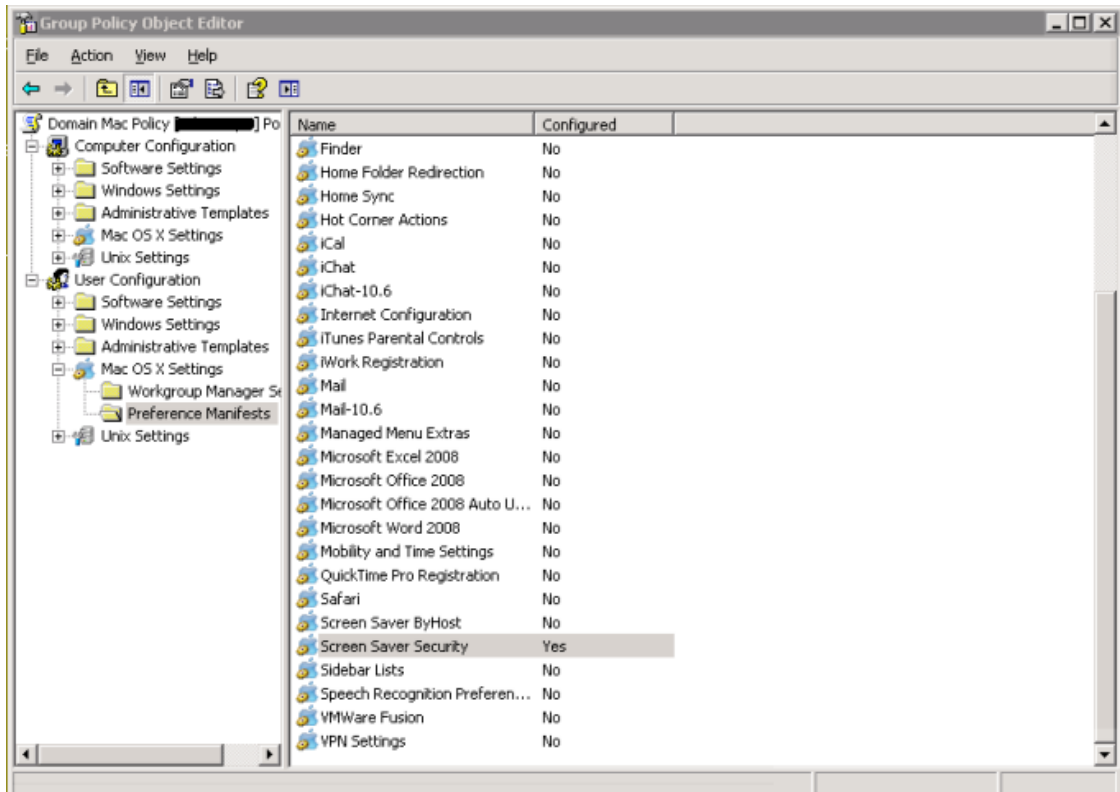 Group Policy Object Editor
File Action View Help
Domain Mac Policy [ ] Po
Computer Configuration
Software Settings
Windows Settings
Administrative Templates
Mac OS X Settings
Unix Settings
User Configuration
Software Settings
Windows Settings
Administrative Templates
Mac OS X Settings
Workgroup Manager Se
Preference Manifests
Unix Settings
Name Configured
Finder No
Home Folder Redirection No
Home Sync No
Hot Corner Actions No
iCal No
iChat No
iChat-10.6 No
Internet Configuration No
iTunes Parental Controls No
iWork Registration No
Mail No
Mail-10.6 No
Managed Menu Extras No
Microsoft Excel 2008 No
Microsoft Office 2008 No
Microsoft Office 2008 Auto U... No
Microsoft Word 2008 No
Mobility and Time Settings No
QuickTime Pro Registration No
Safari No
Screen Saver ByHost No
Screen Saver Security Yes
Sidebar Lists No
Speech Recognition Preferen... No
VMWare Fusion No
VPN Settings No